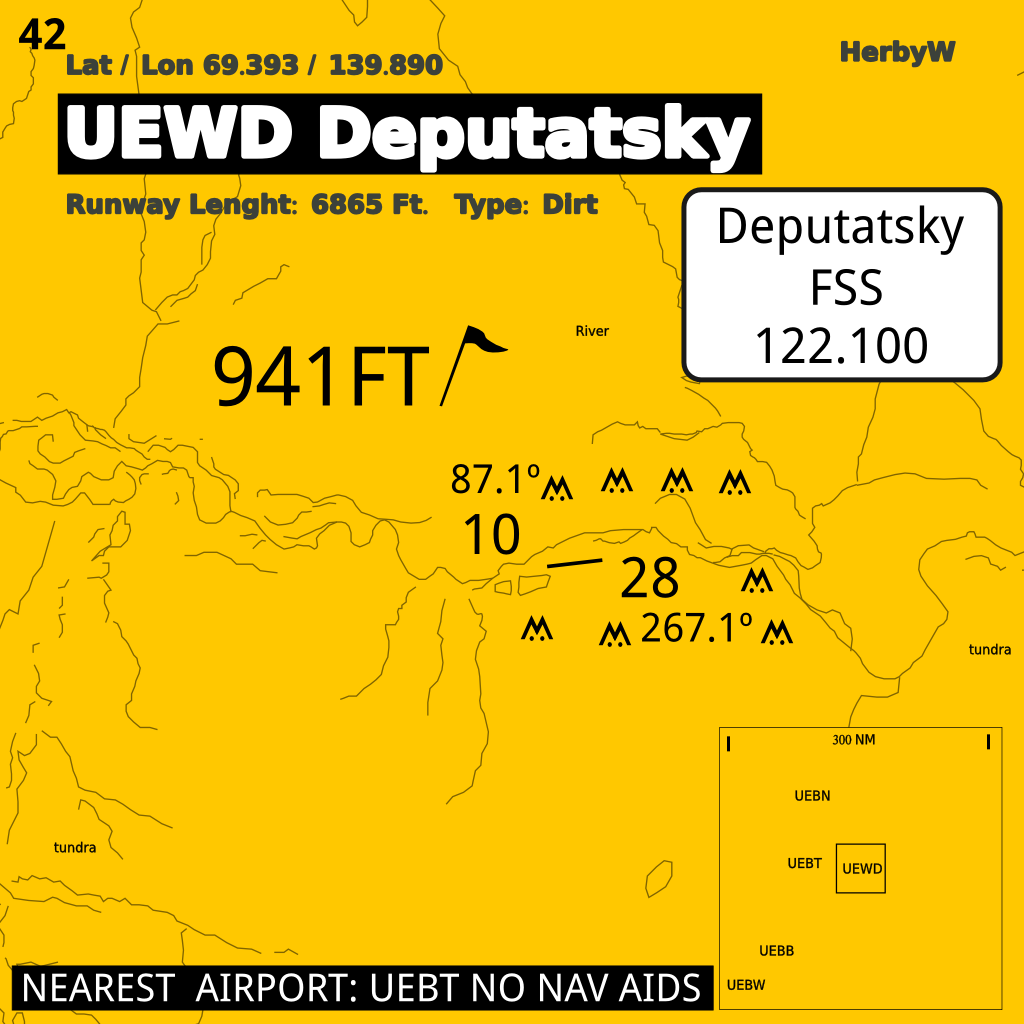 42
HerbyW
Lat / Lon 69.393 / 139.890
UEWD Deputatsky
Runway Lenght: 6865 Ft. Type: Dirt
Deputatsky
FSS
122.100
River
941FT
87.1º
10
28
267.1º
tundra
300 NM
UEBN
tundra
UEBT
UEWD
UEBB
UEBW
NEAREST AIRPORT: UEBT NO NAV AIDS